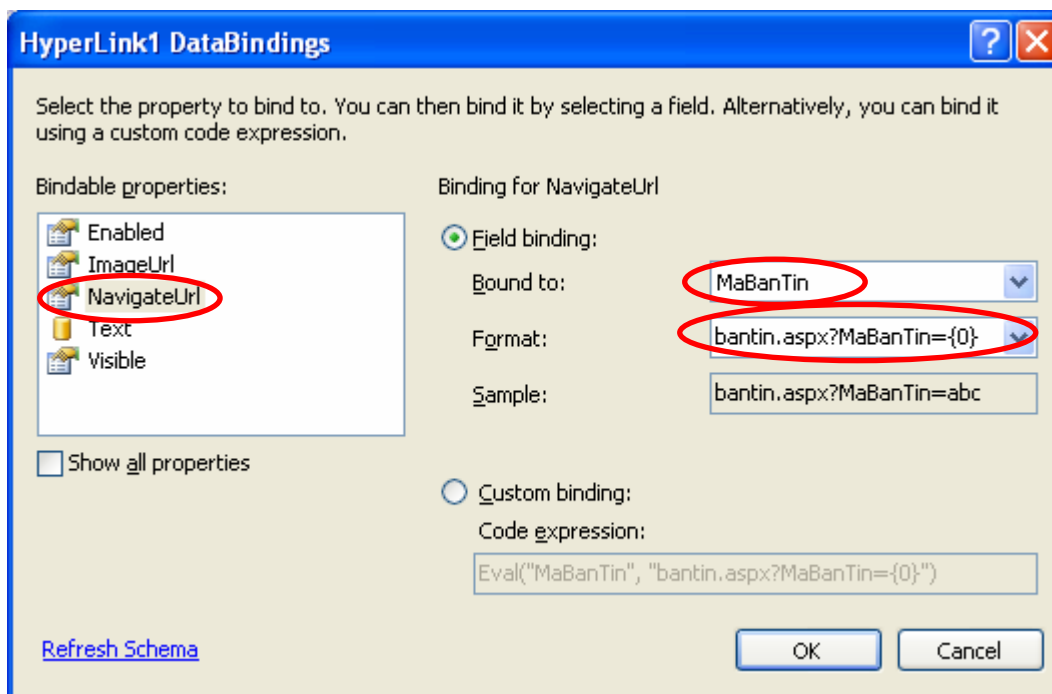 HyperLink1 DataBindings
Select the property to bind to. You can then bind it by selecting a field. Alternatively, you can bind it
using a custom code expression.
Bindable properties:
Enabled
ImageUrl
NavigateUrl
Text
Visible
Show all properties
Binding for NavigateUrl
Field binding:
Bound to:
MaBanTin
Format:
bantin.aspx?MaBanTin={0}
Sample:
bantin.aspx?MaBanTin=abc
Custom binding:
Code expression:
Eval("MaBanTin", "bantin.aspx?MaBanTin={0}")
Refresh Schema
OK
Cancel